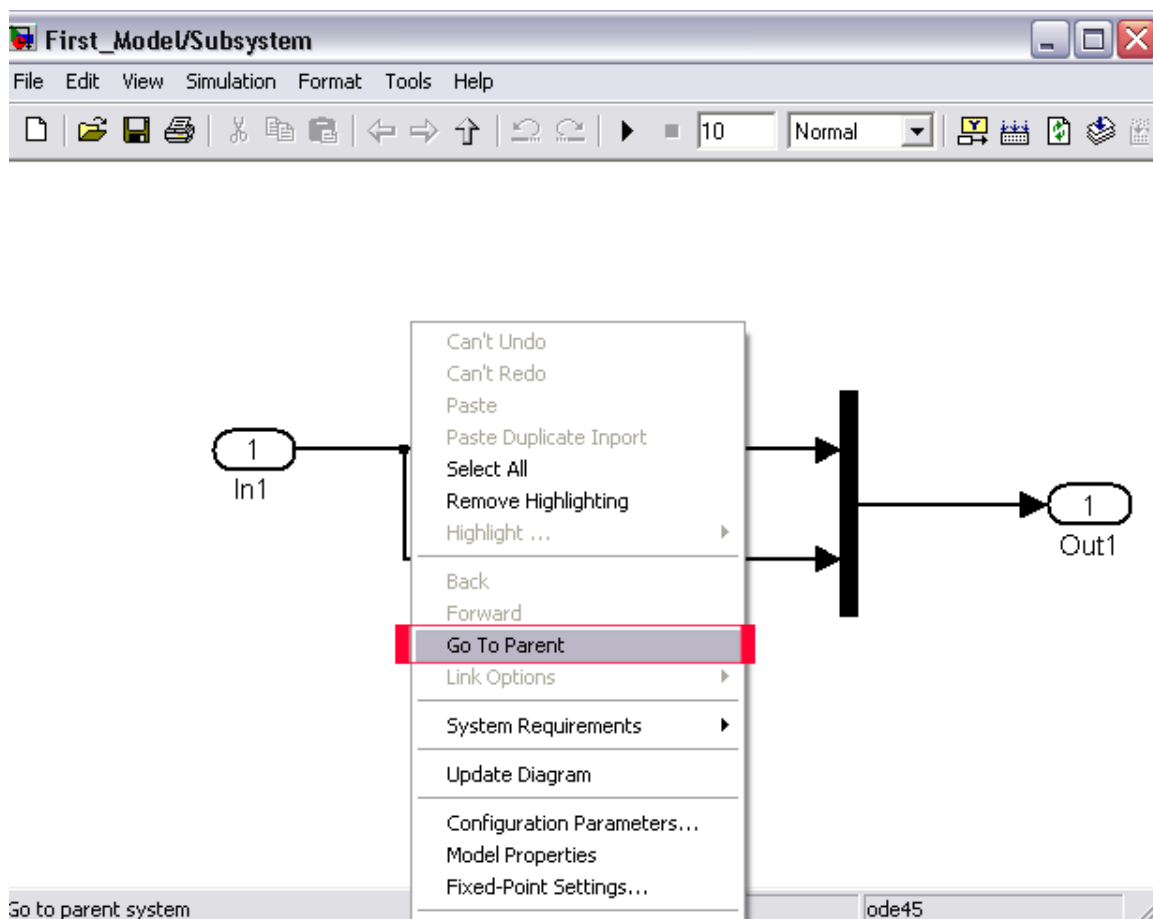 First_Model/Subsystem
File Edit View Simulation Format Tools Help
10 Normal
Can't Undo
Can't Redo
Paste
Paste Duplicate Inport
Select All
Remove Highlighting
Highlight ...
Back
Forward
Go To Parent
Link Options
System Requirements
Update Diagram
Configuration Parameters...
Model Properties
Fixed-Point Settings...
1
In1
1
Out1
Go to parent system ode45